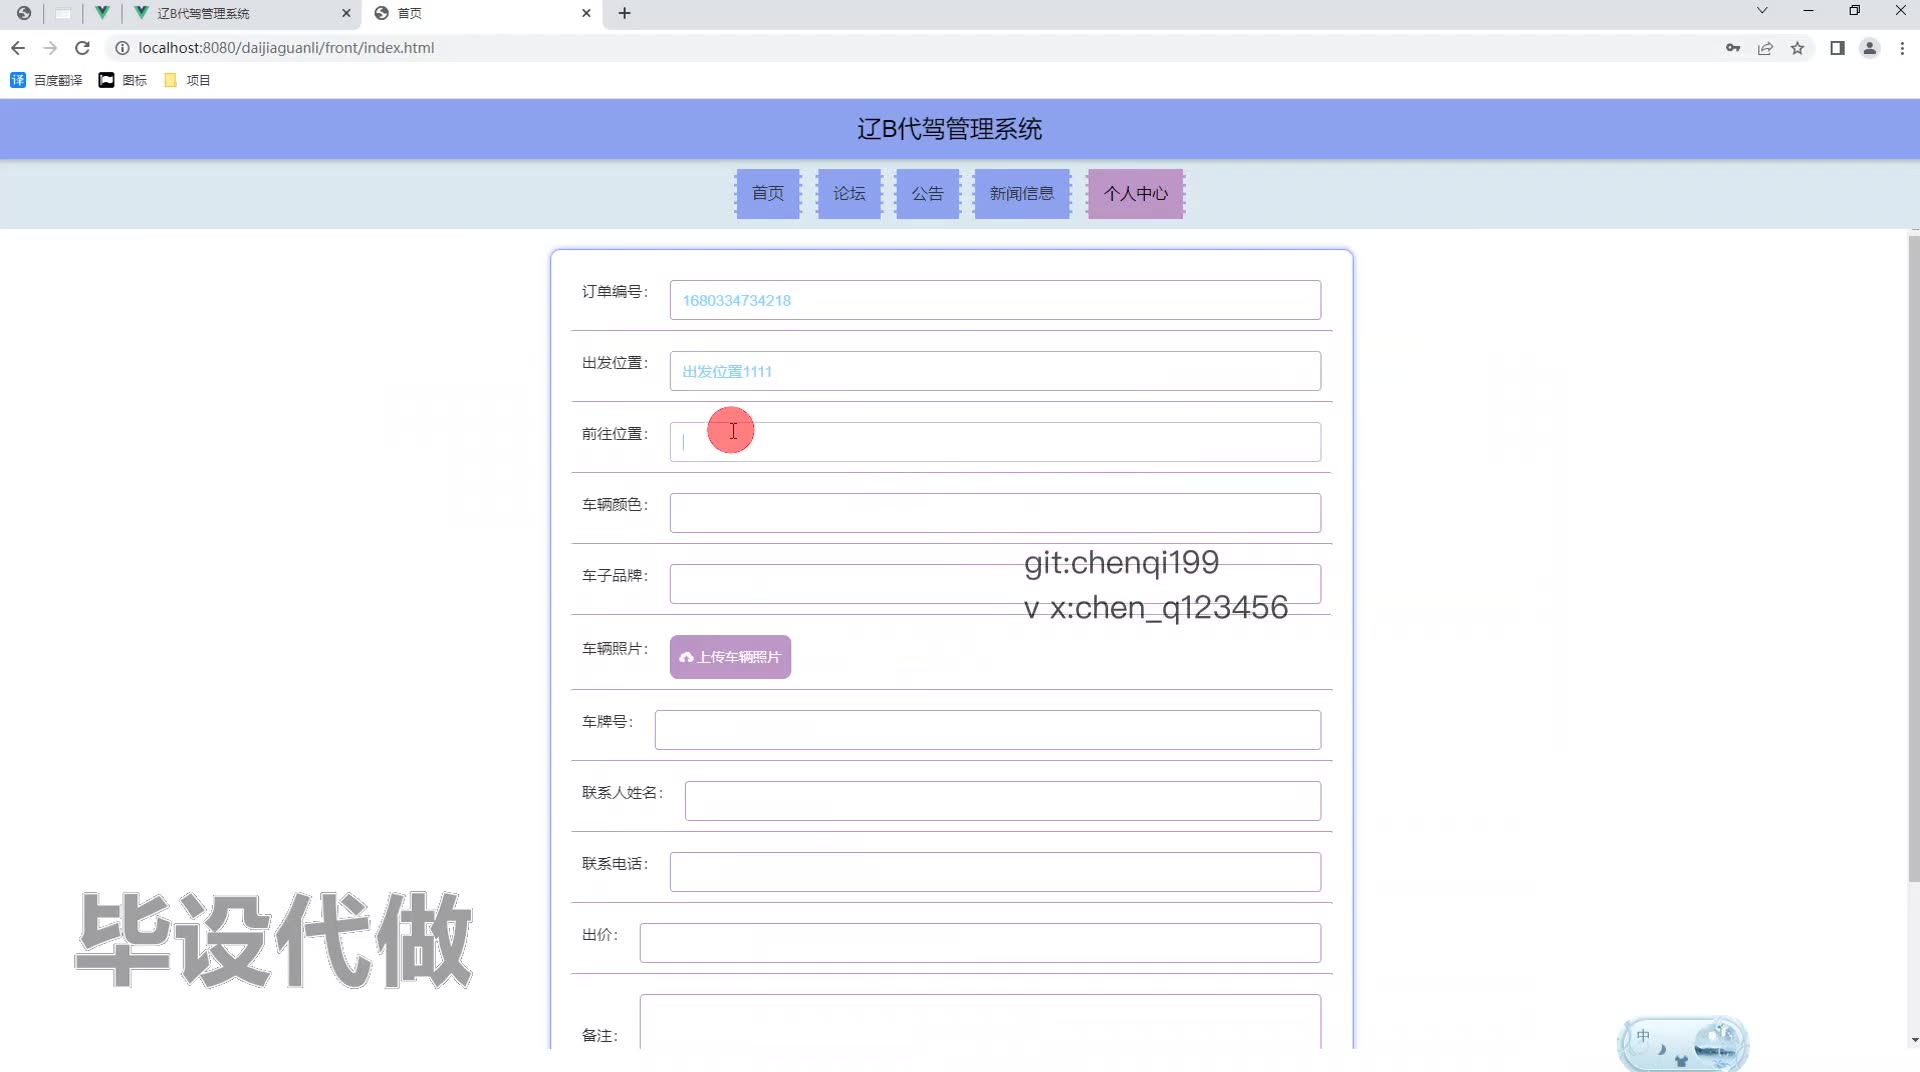 辽B代驾管理系统
首页
localhost:8080/daijiaguanli/front/index.html
百度翻译
图标
项目
辽B代驾管理系统
首页
论坛
公告
新闻信息
个人中心
订单编号：
1680334734218
出发位置：
出发位置1111
前往位置：
车辆颜色：
车子品牌：
git:chenqi199
v x:chen_q123456
车辆照片：
上传车辆照片
车牌号：
联系人姓名：
联系电话：
出价：
备注：
毕设代做
中